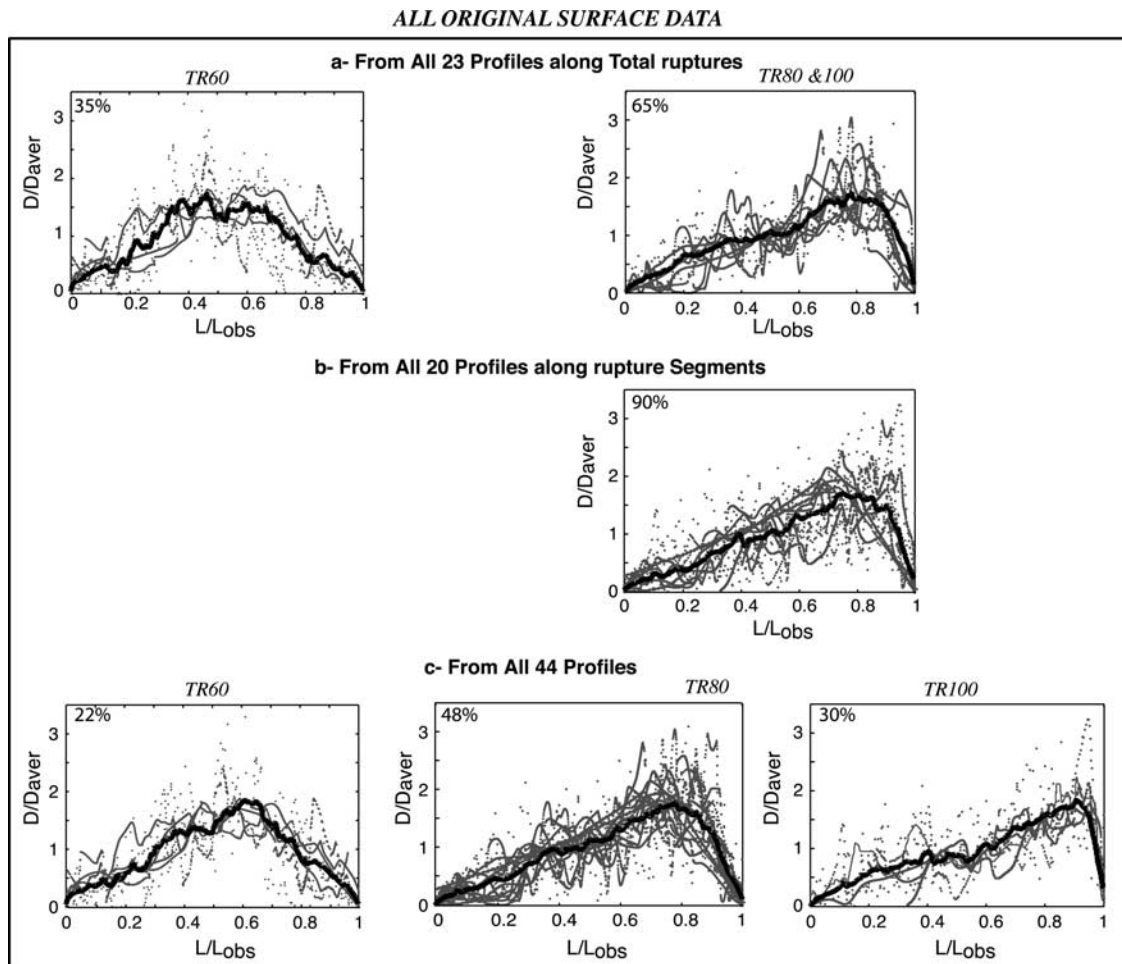 ALL ORIGINAL SURFACE DATA
a- From All 23 Profiles along Total ruptures
TR60
TR80 &100
35%
3
2
1
0
D/Daver
0 0.2 0.4 0.6 0.8 1
L/Lobs
65%
3
2
1
0
D/Daver
0 0.2 0.4 0.6 0.8 1
L/Lobs
b- From All 20 Profiles along rupture Segments
90%
3
2
1
0
D/Daver
0 0.2 0.4 0.6 0.8 1
L/Lobs
c- From All 44 Profiles
TR60
TR80
TR100
22%
3
2
1
0
D/Daver
0 0.2 0.4 0.6 0.8 1
L/Lobs
48%
3
2
1
0
D/Daver
0 0.2 0.4 0.6 0.8 1
L/Lobs
30%
3
2
1
0
D/Daver
0 0.2 0.4 0.6 0.8 1
L/Lobs